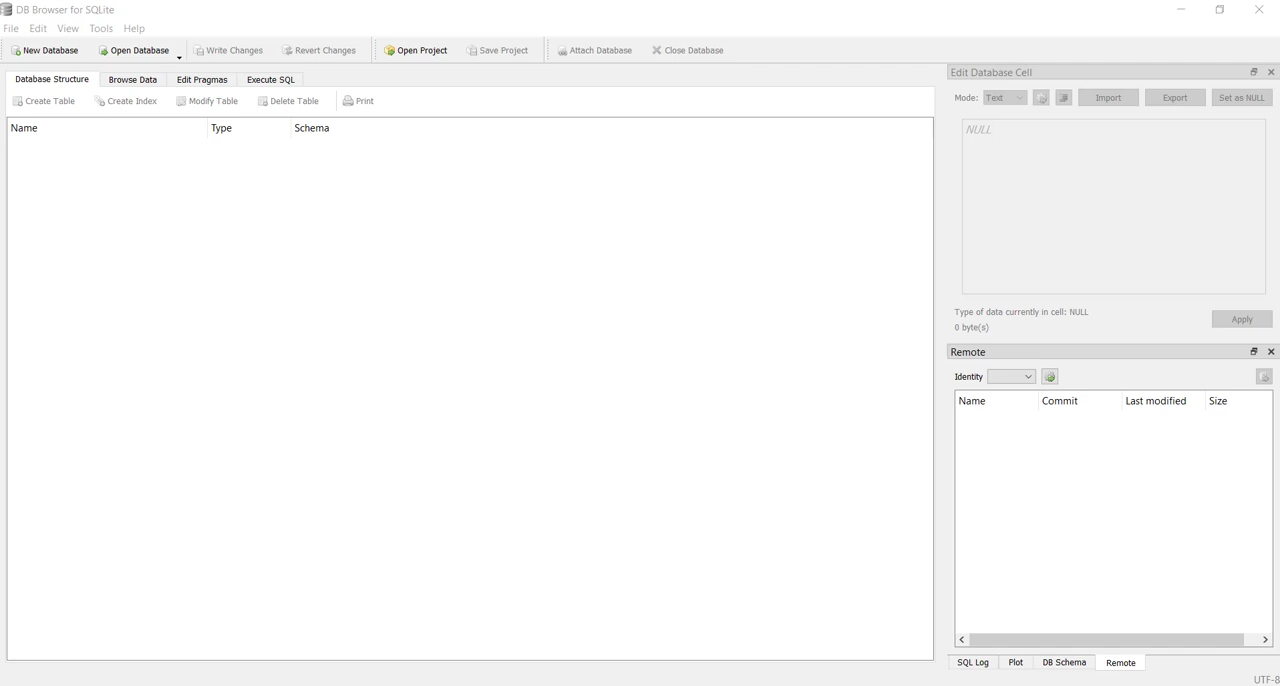 DB Browser for SQLite
File Edit View Tools Help
New Database Open Database Write Changes Revert Changes Open Project Save Project Attach Database Close Database
Database Structure Browse Data Edit Pragmas Execute SQL
Create Table Create Index Modify Table Delete Table Print
Name Type Schema
Edit Database Cell
Mode: Text Import Export Set as NULL
NULL
Type of data currently in cell: NULL
0 byte(s)
Apply
Remote
Identity
Name Commit Last modified Size
SQL Log Plot DB Schema Remote
UTF-8